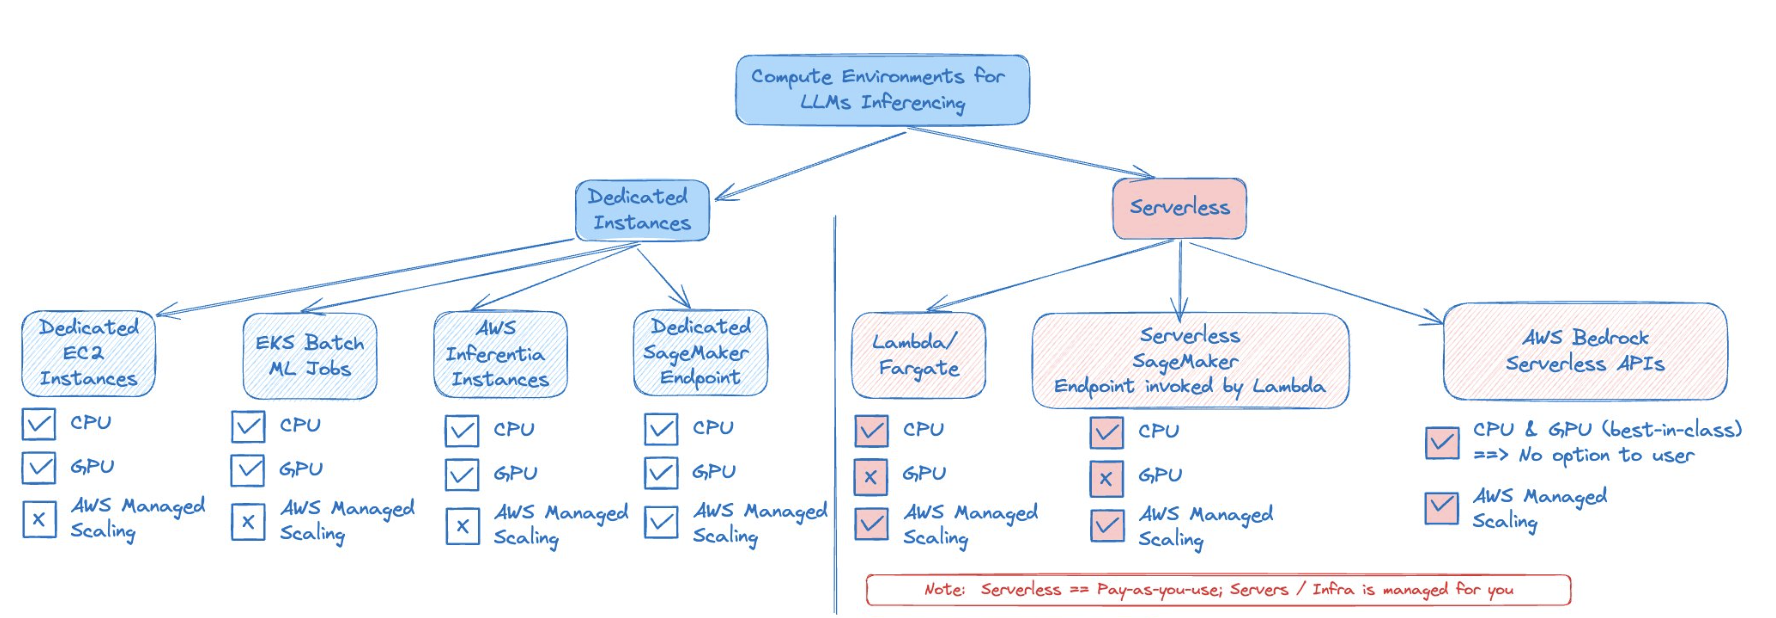 Compute Environments for
LLMs Inferencing
Dedicated
Instances
Serverless
Dedicated
EC2
Instances
CPU
GPU
AWS Managed
Scaling
EKS Batch
ML Jobs
CPU
GPU
AWS Managed
Scaling
AWS
Inferentia
Instances
CPU
GPU
AWS Managed
Scaling
Dedicated
SageMaker
Endpoint
CPU
GPU
AWS Managed
Scaling
Lambda/
Fargate
CPU
GPU
AWS Managed
Scaling
Serverless
SageMaker
Endpoint invoked by Lambda
CPU
GPU
AWS Managed
Scaling
AWS Bedrock
Serverless APIs
CPU & GPU (best-in-class)
==> No option to user
AWS Managed
Scaling
Note: Serverless == Pay-as-you-use; Servers / Infra is managed for you